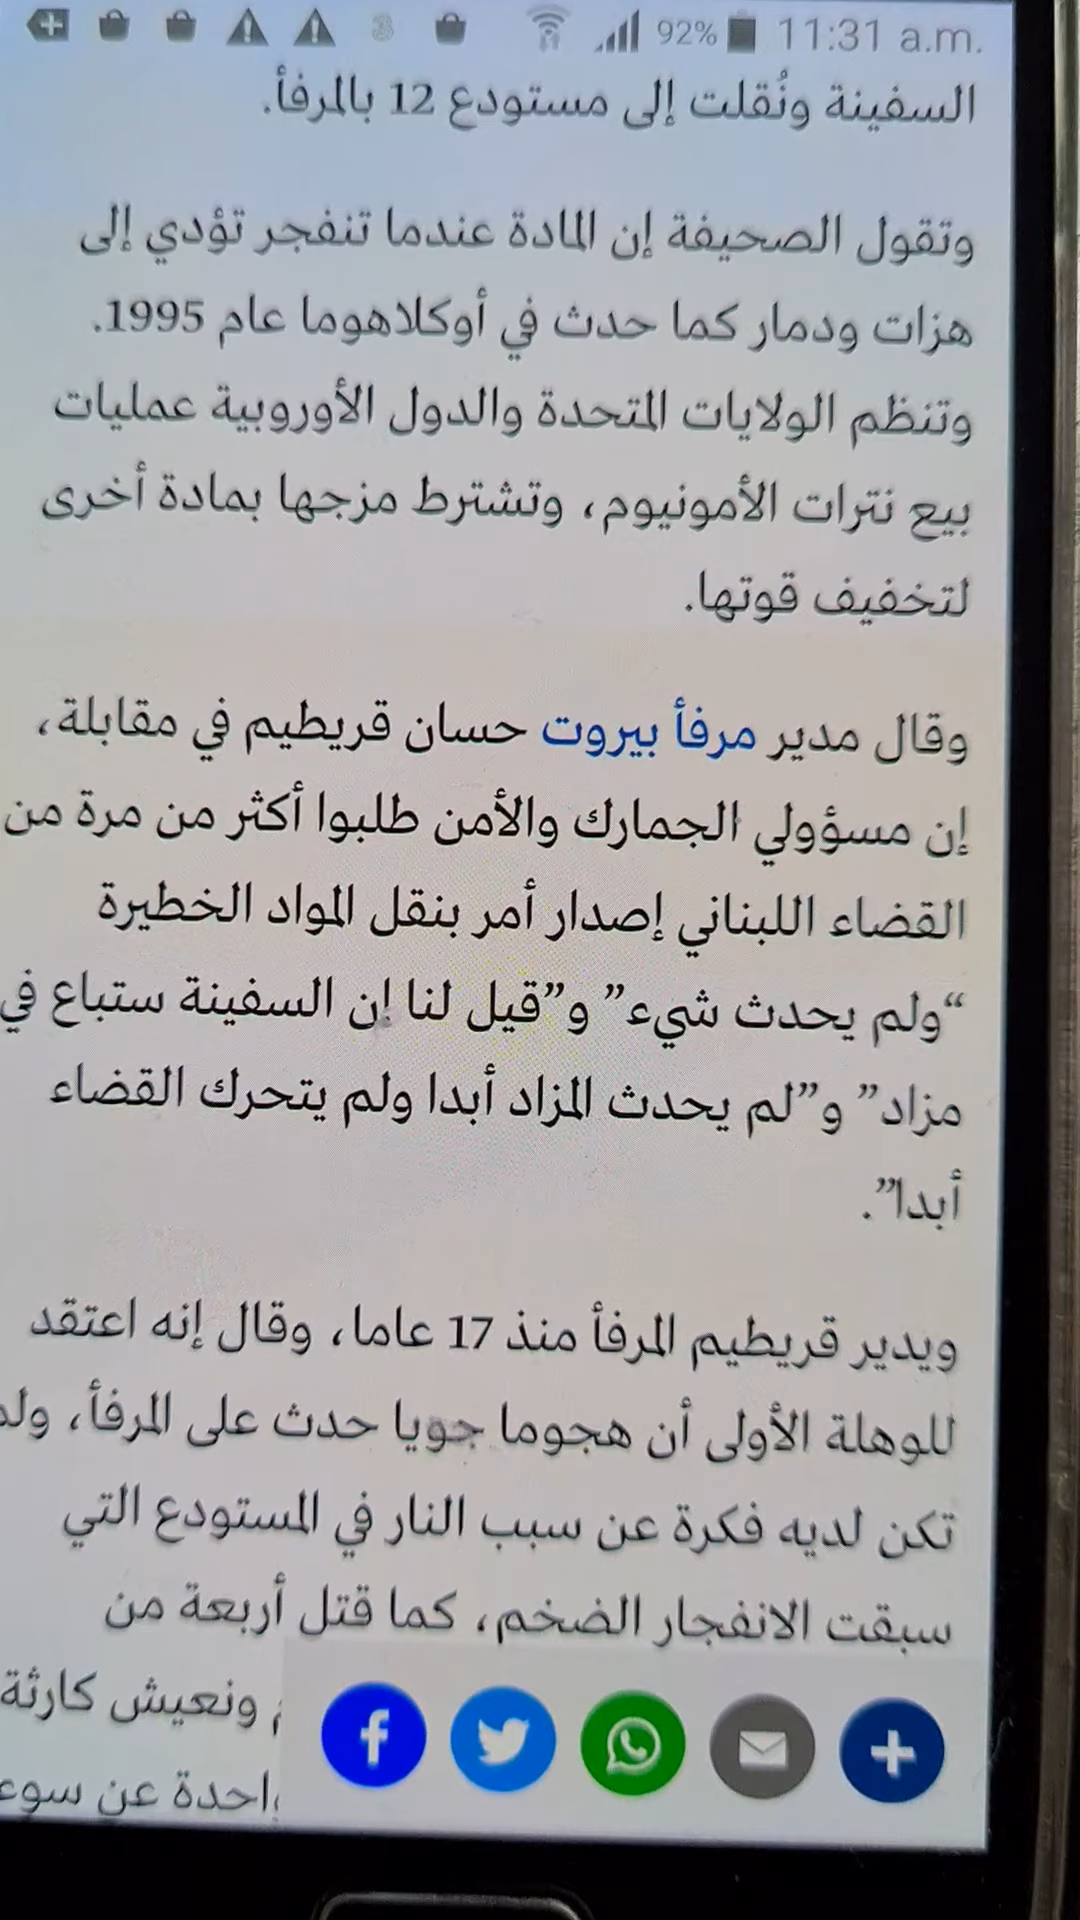 92% 11:31 a.m.
السفينة ونُقلت إلى مستودع 12 بالمرفأ.
وتقول الصحيفة إن المادة عندما تنفجر تؤدي إلى
هزات ودمار كما حدث في أوكلاهوما عام 1995.
وتنظم الولايات المتحدة والدول الأوروبية عمليات
بيع نترات الأمونيوم، وتشترط مزجها بمادة أخرى
لتخفيف قوتها.
وقال مدير مرفأ بيروت حسان قريطيم في مقابلة،
إن مسؤولي الجمارك والأمن طلبوا أكثر من مرة من
القضاء اللبناني إصدار أمر بنقل المواد الخطيرة
“ولم يحدث شيء” و”قيل لنا إن السفينة ستباع في
مزاد” و”لم يحدث المزاد أبدا ولم يتحرك القضاء
أبدا”.
ويدير قريطيم المرفأ منذ 17 عاما، وقال إنه اعتقد
للوهلة الأولى أن هجوما جويا حدث على المرفأ، ولم
تكن لديه فكرة عن سبب النار في المستودع التي
سبقت الانفجار الضخم، كما قتل أربعة من
ونعيش كارثة
عن سوء